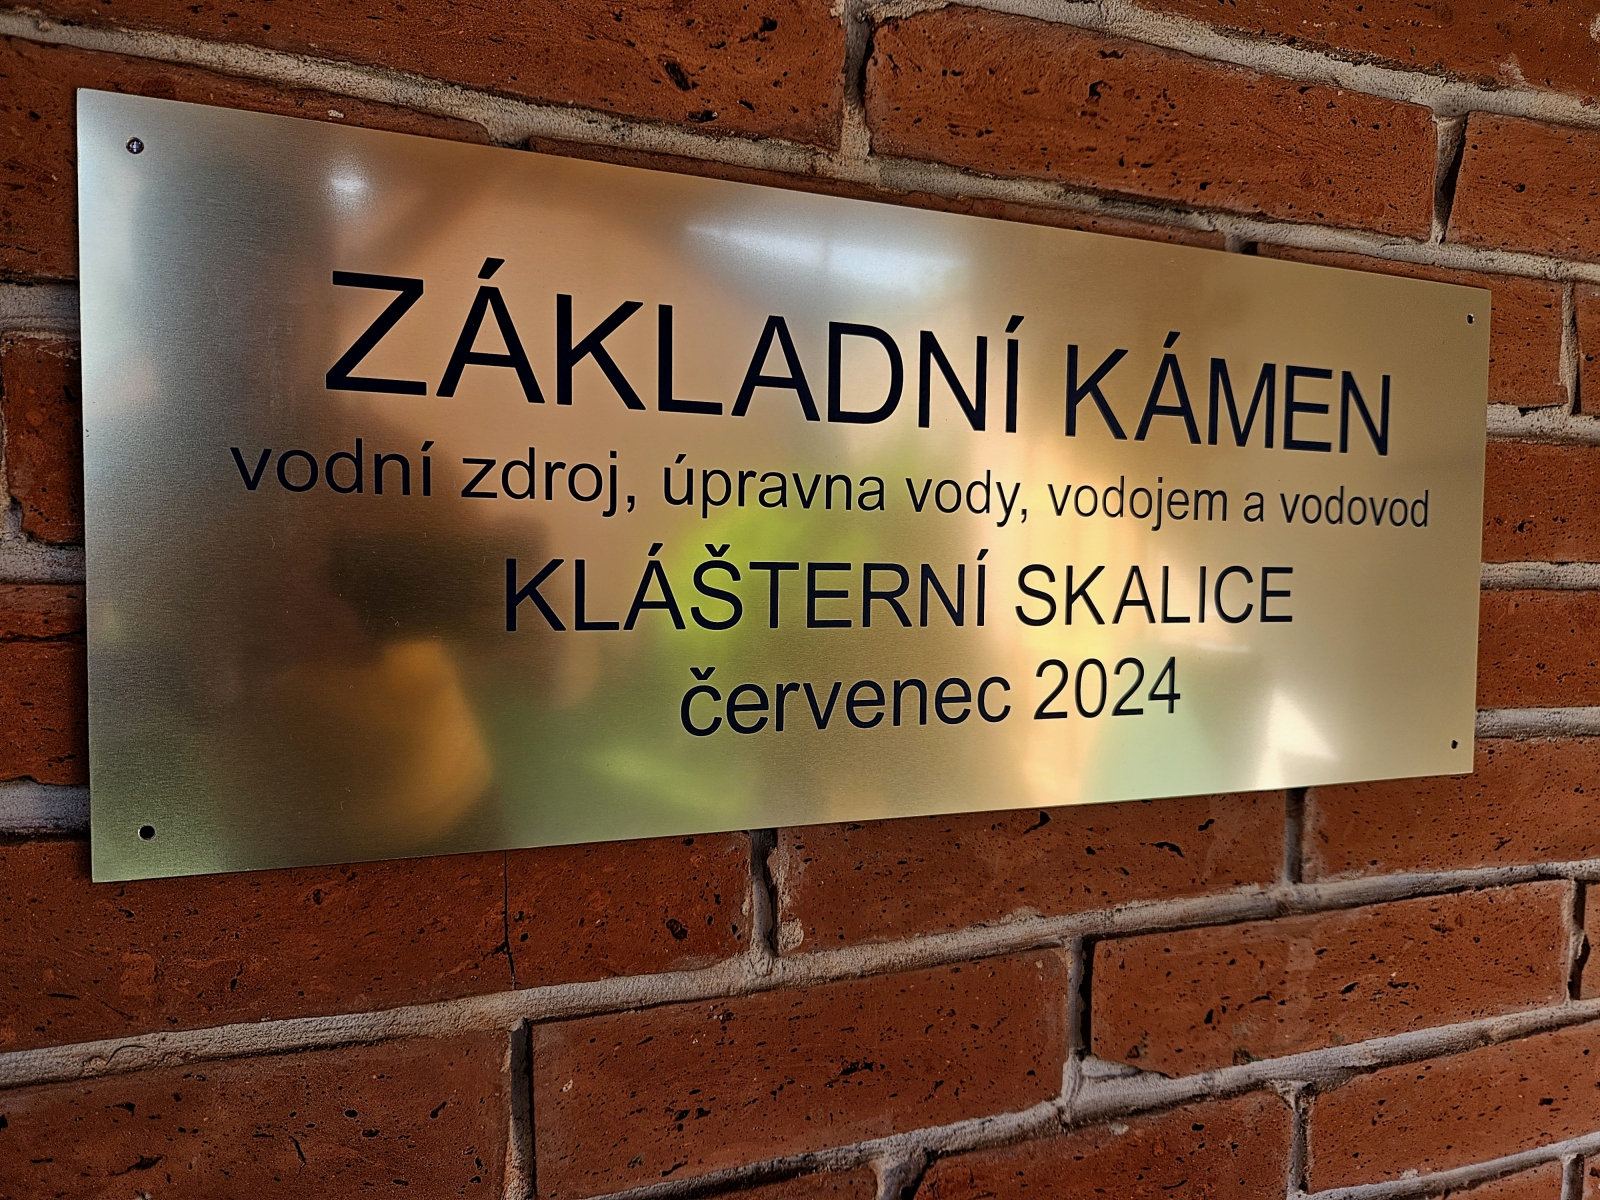 ZÁKLADNÍ KÁMEN
vodní zdroj, úpravna vody, vodojem a vodovod
KLÁŠTERNÍ SKALICE
červenec 2024